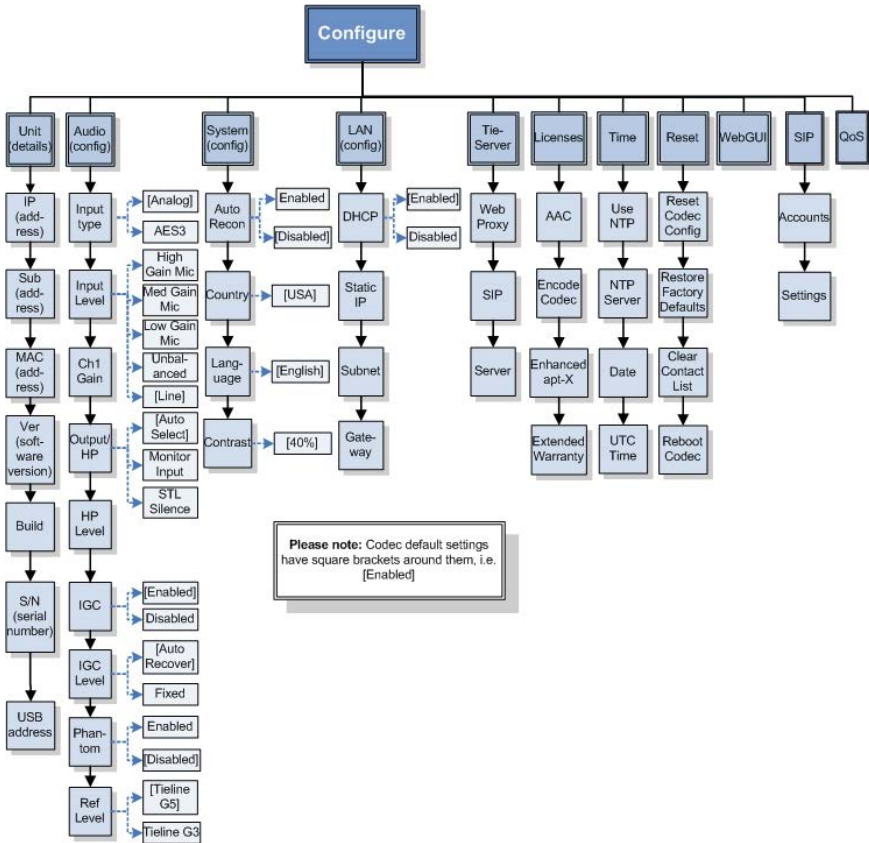 Configure
Unit
(details)
Audio
(config)
System
(config)
LAN
(config)
Tie-
Server
Licenses
Time
Reset
WebGUI
SIP
QoS
IP
(add-
ress)
Sub
(add-
ress)
MAC
(add-
ress)
Ver
(soft-
ware
version)
Build
S/N
(serial
number)
USB
address
Input
type
[Analog]
AES3
Input
Level
High
Gain Mic
Med Gain
Mic
Low Gain
Mic
Unbal-
anced
[Line]
Ch1
Gain
Output/
HP
[Auto
Select]
Monitor
Input
STL
Silence
HP
Level
IGC
[Enabled]
Disabled
IGC
Level
[Auto
Recover]
Fixed
Phan-
tom
Enabled
[Disabled]
Ref
Level
[Tieline
G5]
Tieline G3
Auto
Recon
Enabled
[Disabled]
Country
[USA]
Lang-
uage
[English]
Contrast
[40%]
DHCP
[Enabled]
Disabled
Static
IP
Subnet
Gate-
way
Web
Proxy
SIP
Server
AAC
Encode
Codec
Enhanced
apt-X
Extended
Warranty
Use
NTP
NTP
Server
Date
UTC
Time
Reset
Codec
Config
Restore
Factory
Defaults
Clear
Contact
List
Reboot
Codec
Accounts
Settings
Please note: Codec default settings
have square brackets around them, i.e.
[Enabled]